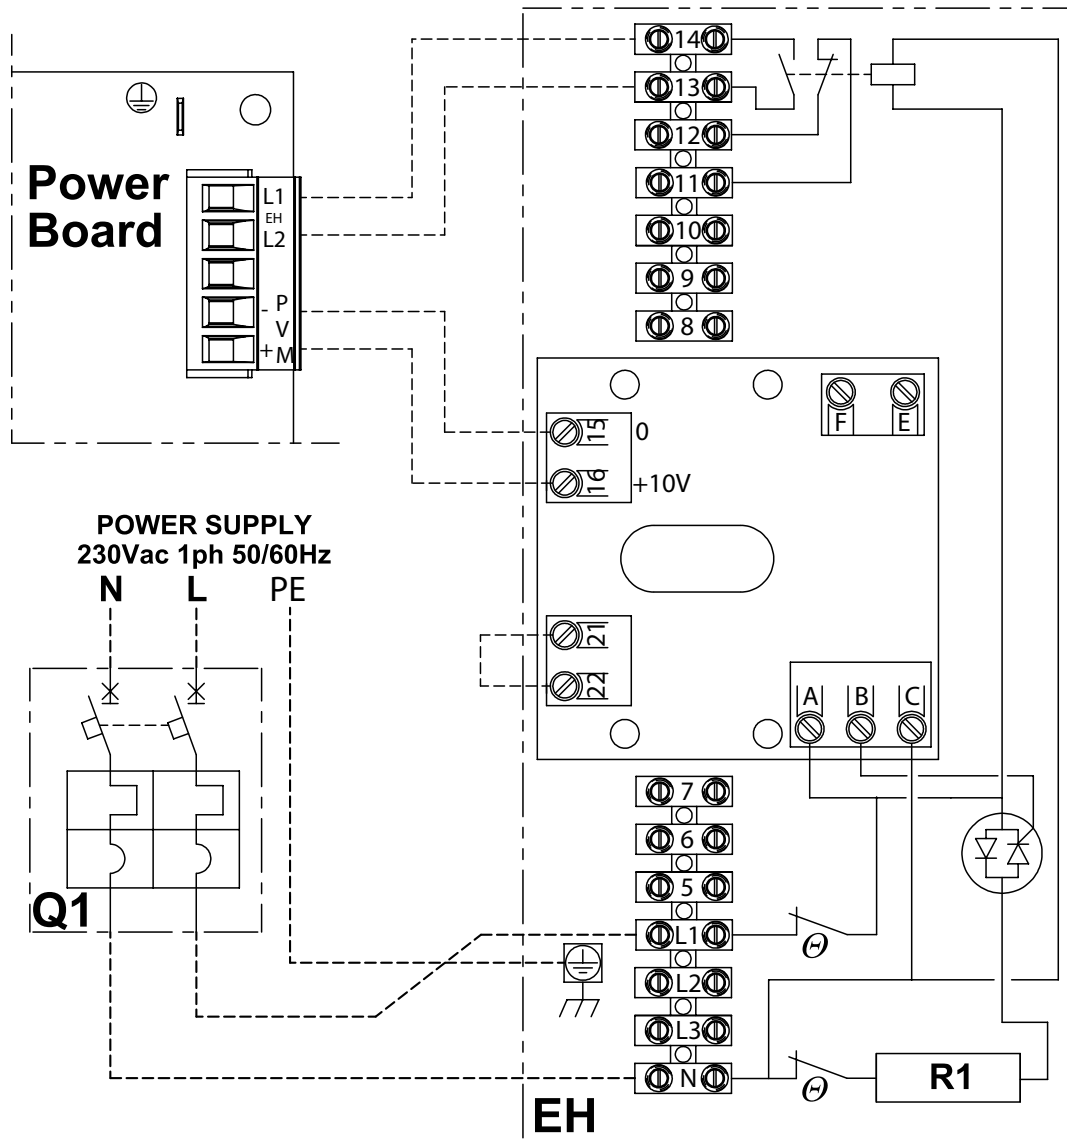 14
13
12
11
10
9
8
Power
Board
L1
EH
L2
- P
V
+ M
F
E
15
0
16
+10V
POWER SUPPLY
230Vac 1ph 50/60Hz
N
L
PE
21
22
A
B
C
7
6
5
L1
L2
L3
N
Q1
Θ
Θ
R1
EH